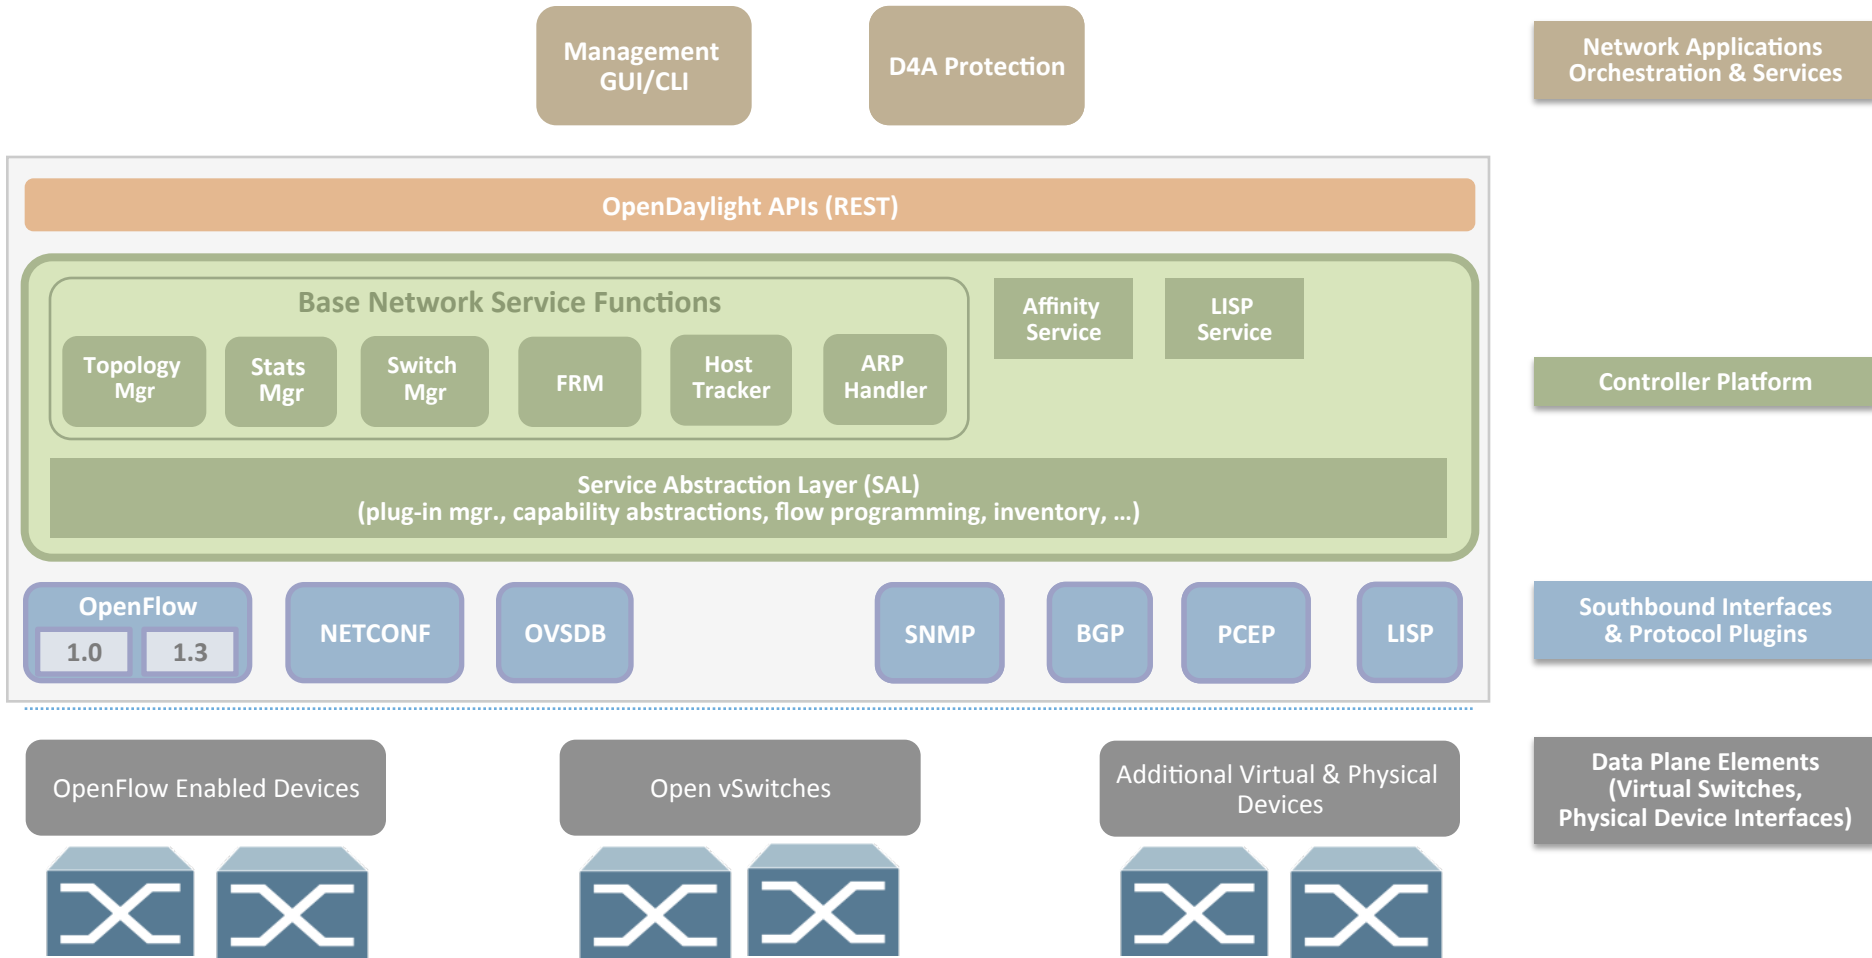 Management
GUI/CLI
D4A Protection
Network Applications
Orchestration & Services
OpenDaylight APIs (REST)
Base Network Service Functions
Topology
Mgr
Stats
Mgr
Switch
Mgr
FRM
Host
Tracker
ARP
Handler
Affinity
Service
LISP
Service
Controller Platform
Service Abstraction Layer (SAL)
(plug-in mgr., capability abstractions, flow programming, inventory, …)
OpenFlow
1.0
1.3
NETCONF
OVSDB
SNMP
BGP
PCEP
LISP
Southbound Interfaces
& Protocol Plugins
OpenFlow Enabled Devices
Open vSwitches
Additional Virtual & Physical
Devices
Data Plane Elements
(Virtual Switches,
Physical Device Interfaces)